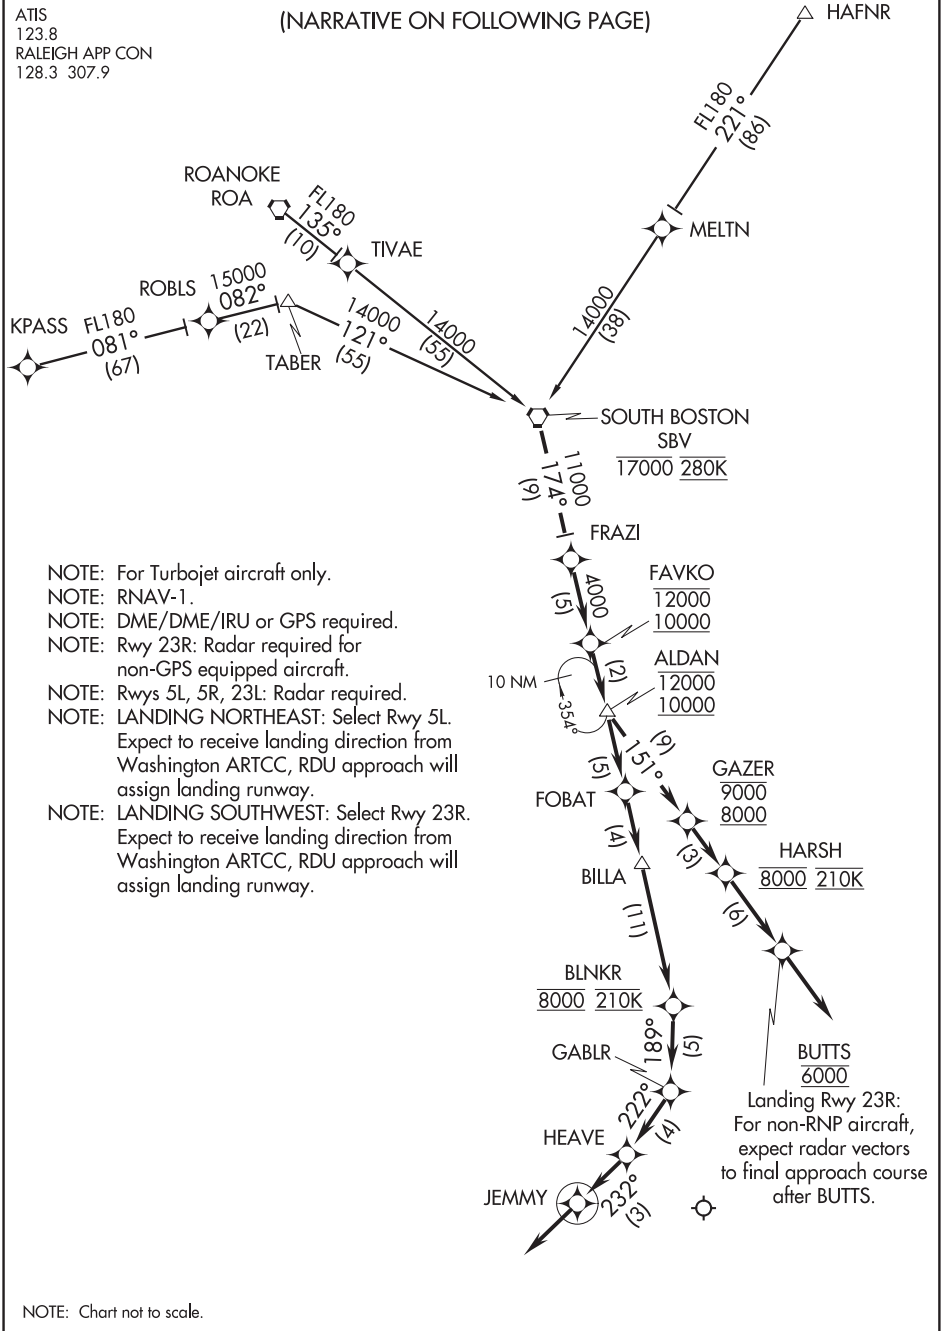 ATIS
123.8
RALEIGH APP CON
128.3 307.9
(NARRATIVE ON FOLLOWING PAGE)
HAFNR
FL180
221°
(86)
MELTN
14000
(38)
ROANOKE
ROA
FL180
135°
(10)
TIVAE
14000
(55)
KPASS
FL180
081°
(67)
ROBLS
15000
082°
(22)
TABER
14000
121°
(55)
SOUTH BOSTON
SBV
17000 280K
11000
174°
(9)
FRAZI
4000
(5)
FAVKO
12000
10000
(2)
ALDAN
12000
10000
10 NM
354°
(9)
151°
(5)
FOBAT
(4)
BILLA
(11)
GAZER
9000
8000
(3)
HARSH
8000 210K
(6)
BLNKR
8000 210K
189°
(5)
GABLR
222°
(4)
HEAVE
232°
(3)
JEMMY
BUTTS
6000
Landing Rwy 23R:
For non-RNP aircraft,
expect radar vectors
to final approach course
after BUTTS.
NOTE: For Turbojet aircraft only.
NOTE: RNAV-1.
NOTE: DME/DME/IRU or GPS required.
NOTE: Rwy 23R: Radar required for
non-GPS equipped aircraft.
NOTE: Rwys 5L, 5R, 23L: Radar required.
NOTE: LANDING NORTHEAST: Select Rwy 5L.
Expect to receive landing direction from
Washington ARTCC, RDU approach will
assign landing runway.
NOTE: LANDING SOUTHWEST: Select Rwy 23R.
Expect to receive landing direction from
Washington ARTCC, RDU approach will
assign landing runway.
NOTE: Chart not to scale.